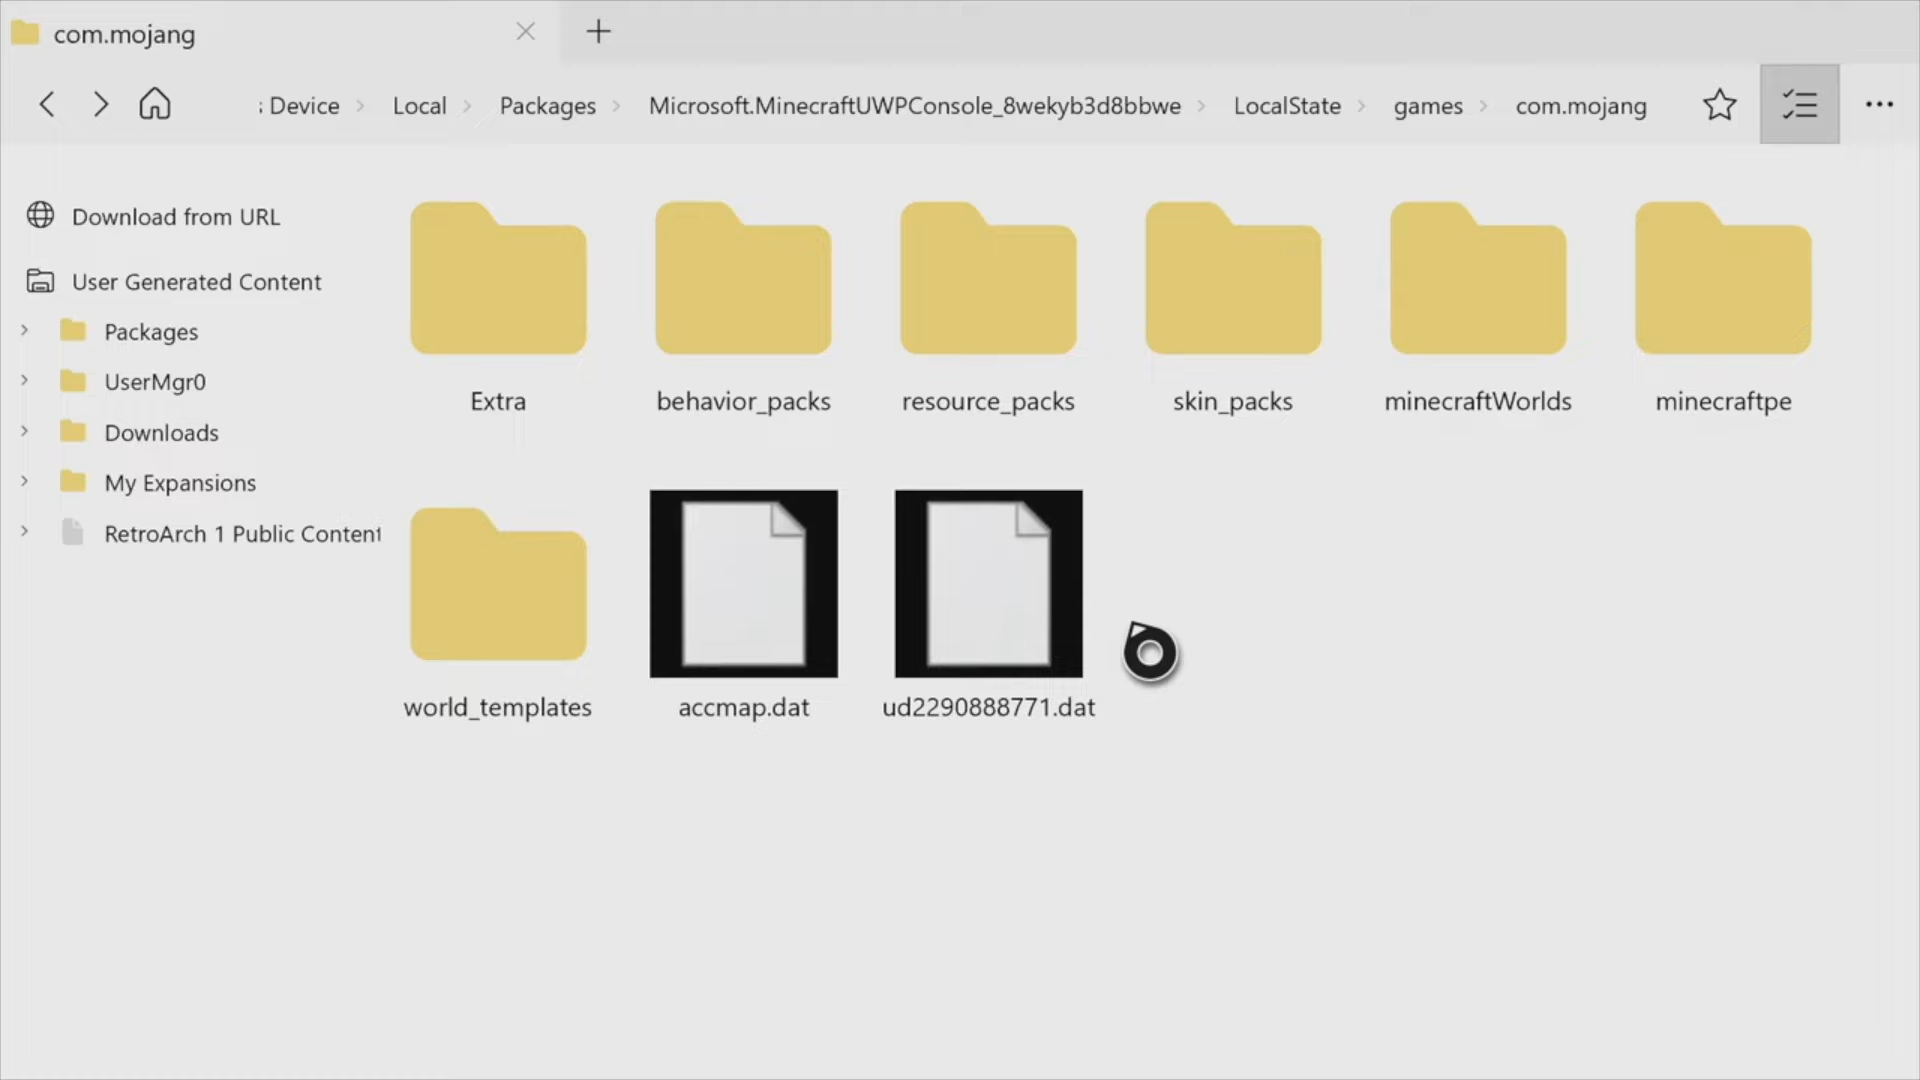 com.mojang
: Device > Local > Packages > Microsoft.MinecraftUWPConsole_8wekyb3d8bbwe > LocalState > games > com.mojang
Download from URL
User Generated Content
Packages
UserMgr0
Downloads
My Expansions
RetroArch 1 Public Content
Extra
behavior_packs
resource_packs
skin_packs
minecraftWorlds
minecraftpe
world_templates
accmap.dat
ud2290888771.dat